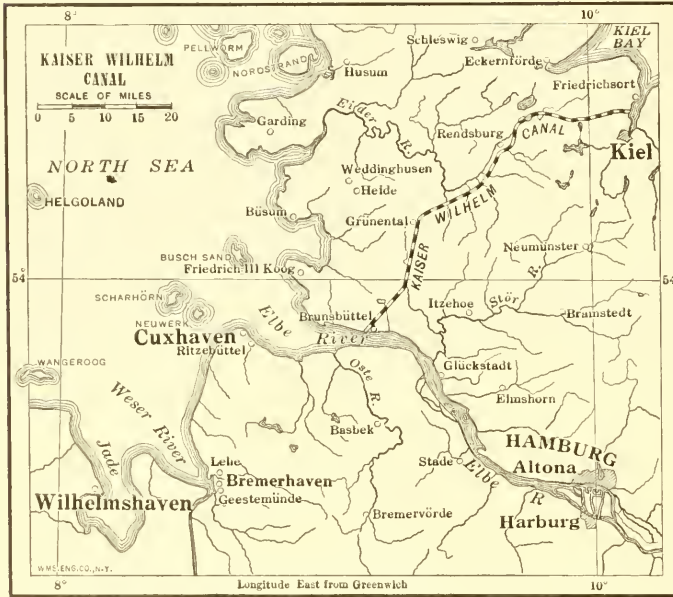 8°
10°
KAISER WILHELM
CANAL
SCALE OF MILES
0 5 10 20
PELLWORM
NORDSTRAND
Husum
Schleswig
Eckernförde
KIEL
BAY
Friedrichsort
Garding
Eider R.
Rendsburg
CANAL
Kiel
NORTH SEA
HELGOLAND
Weddinghusen
Heide
WILHELM
Büsum
Grünental
KAISER
Neumünster
BUSCH SAND
Friedrich III Koog
54°
54°
SCHARHÖRN
NEUWERK
Cuxhaven
Ritzebüttel
Elbe
River
Brunsbüttel
Itzehoe
Stör R.
Bramstedt
WANGEROOG
Glückstadt
Oste R.
Elmshorn
Weser River
Jade
Basbek
Lehe
Bremerhaven
Geestemünde
Wilhelmshaven
Stade
Elbe R
HAMBURG
Altona
Harburg
Bremervörde
WMS. ENG. CO., N.Y.
8°
Longitude East from Greenwich
10°